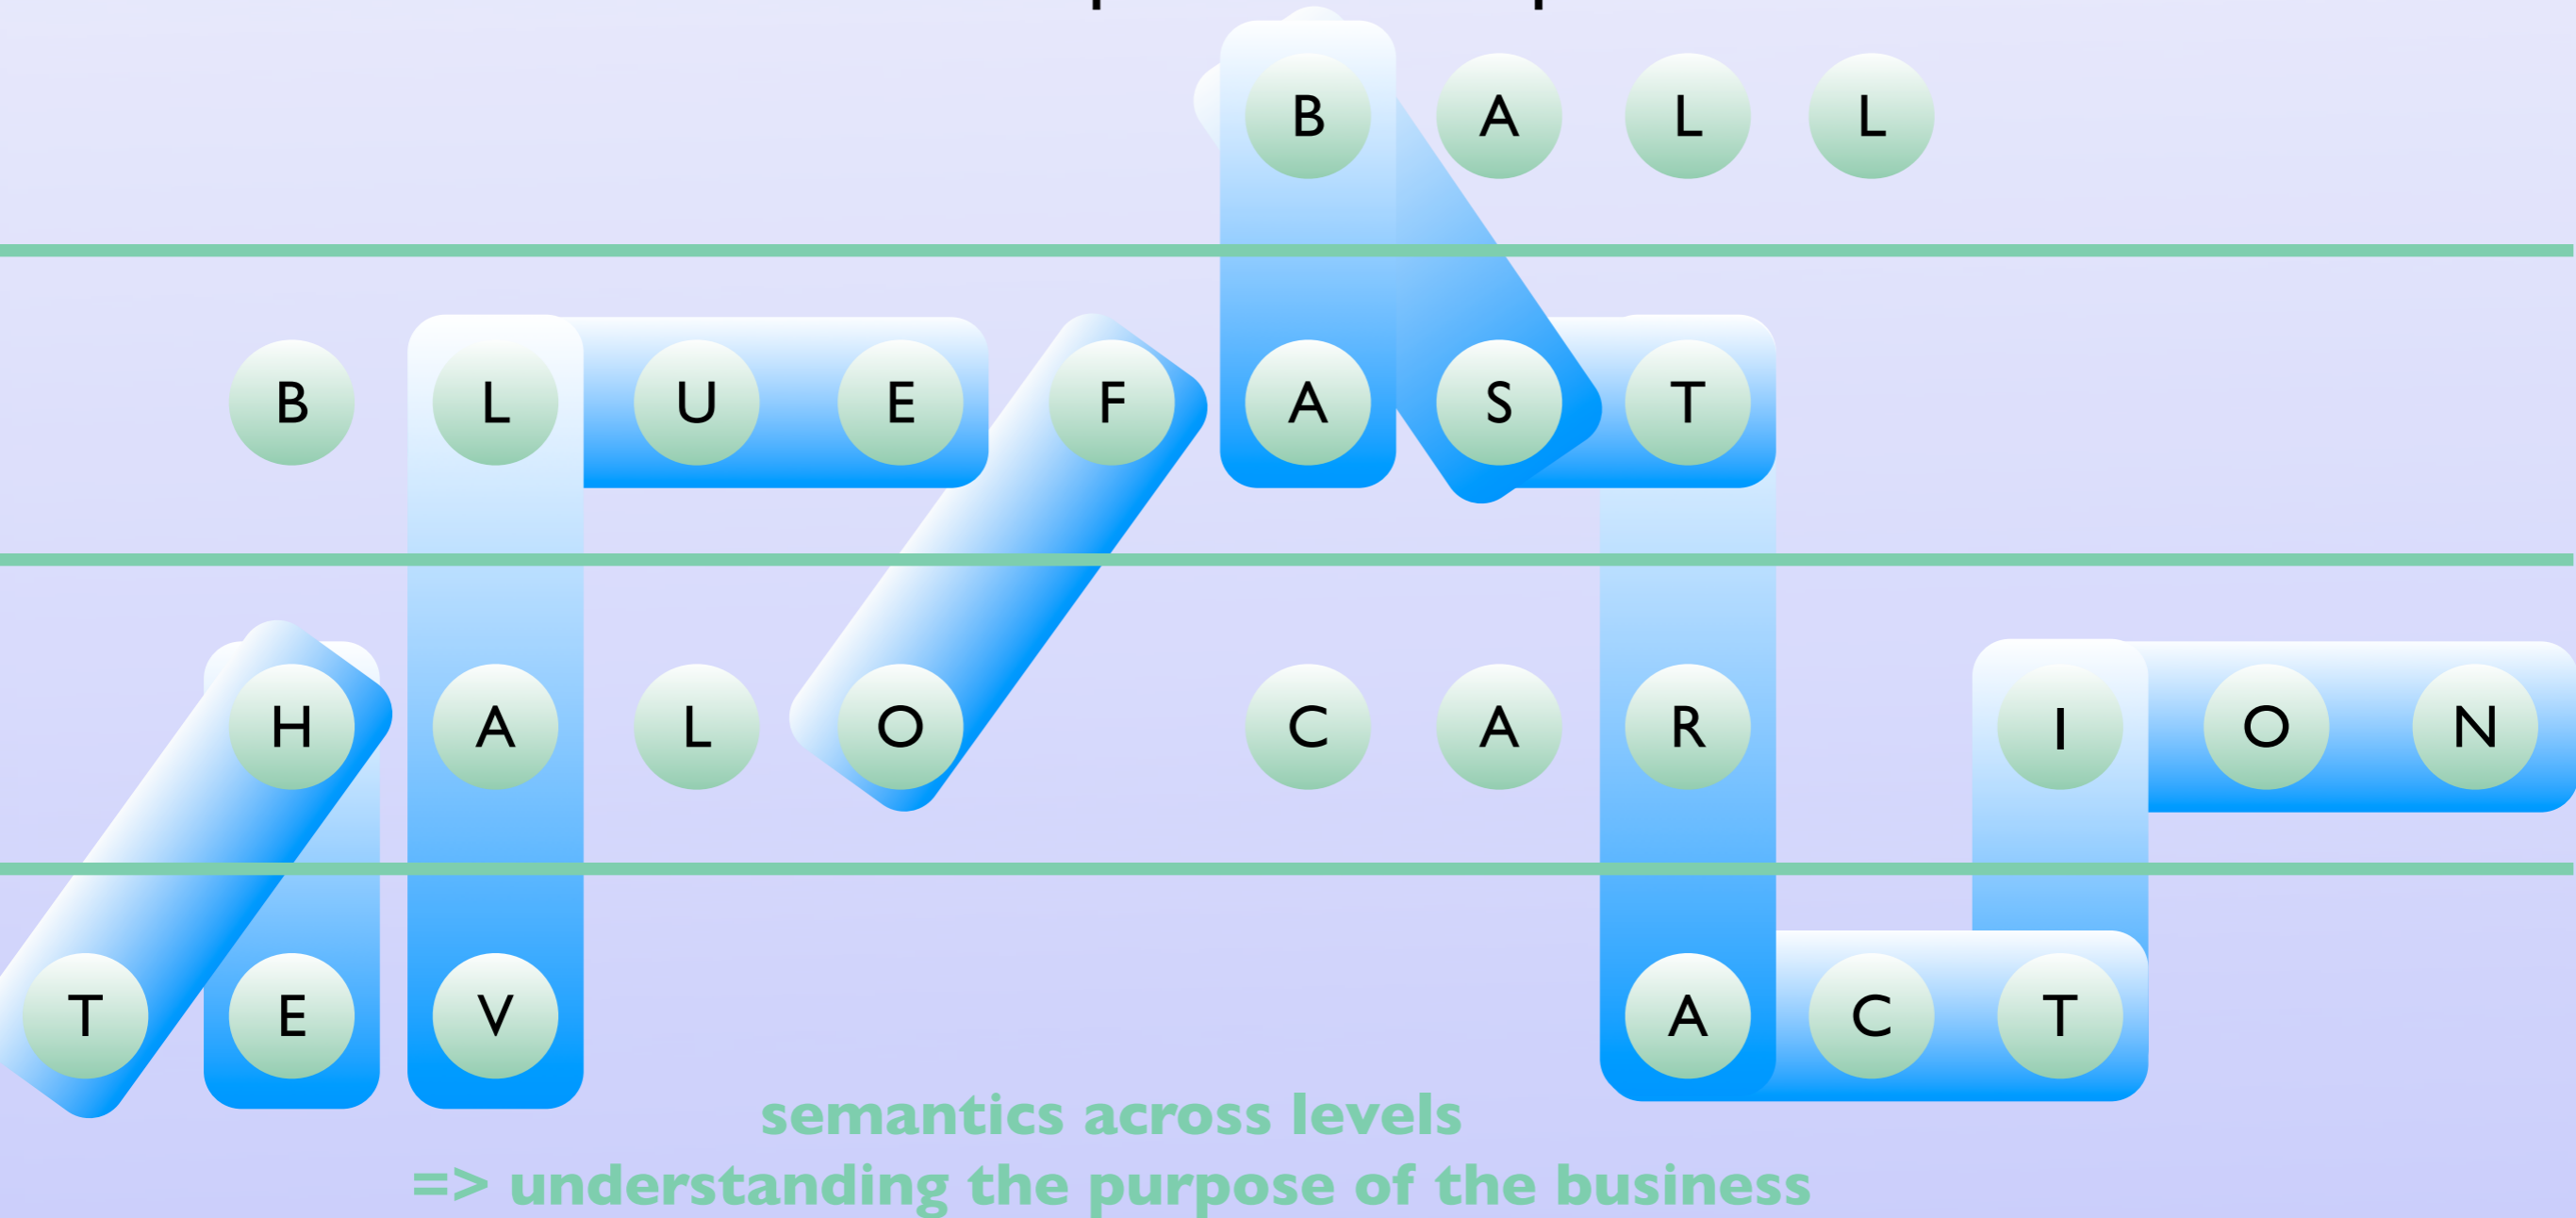 B A L L
B L U E F A S T
H A L O C A R I O N
T E V A C T
semantics across levels
=> understanding the purpose of the business